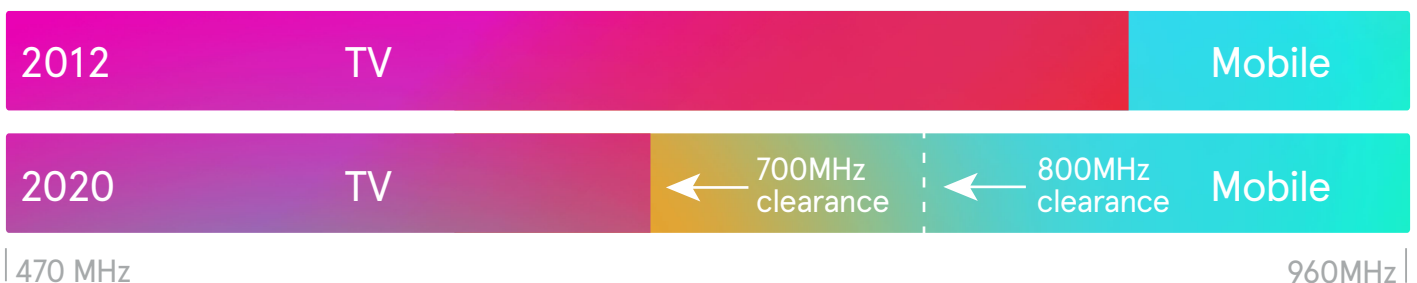 2012 TV Mobile
2020 TV 700MHz clearance 800MHz clearance Mobile
470 MHz 960MHz